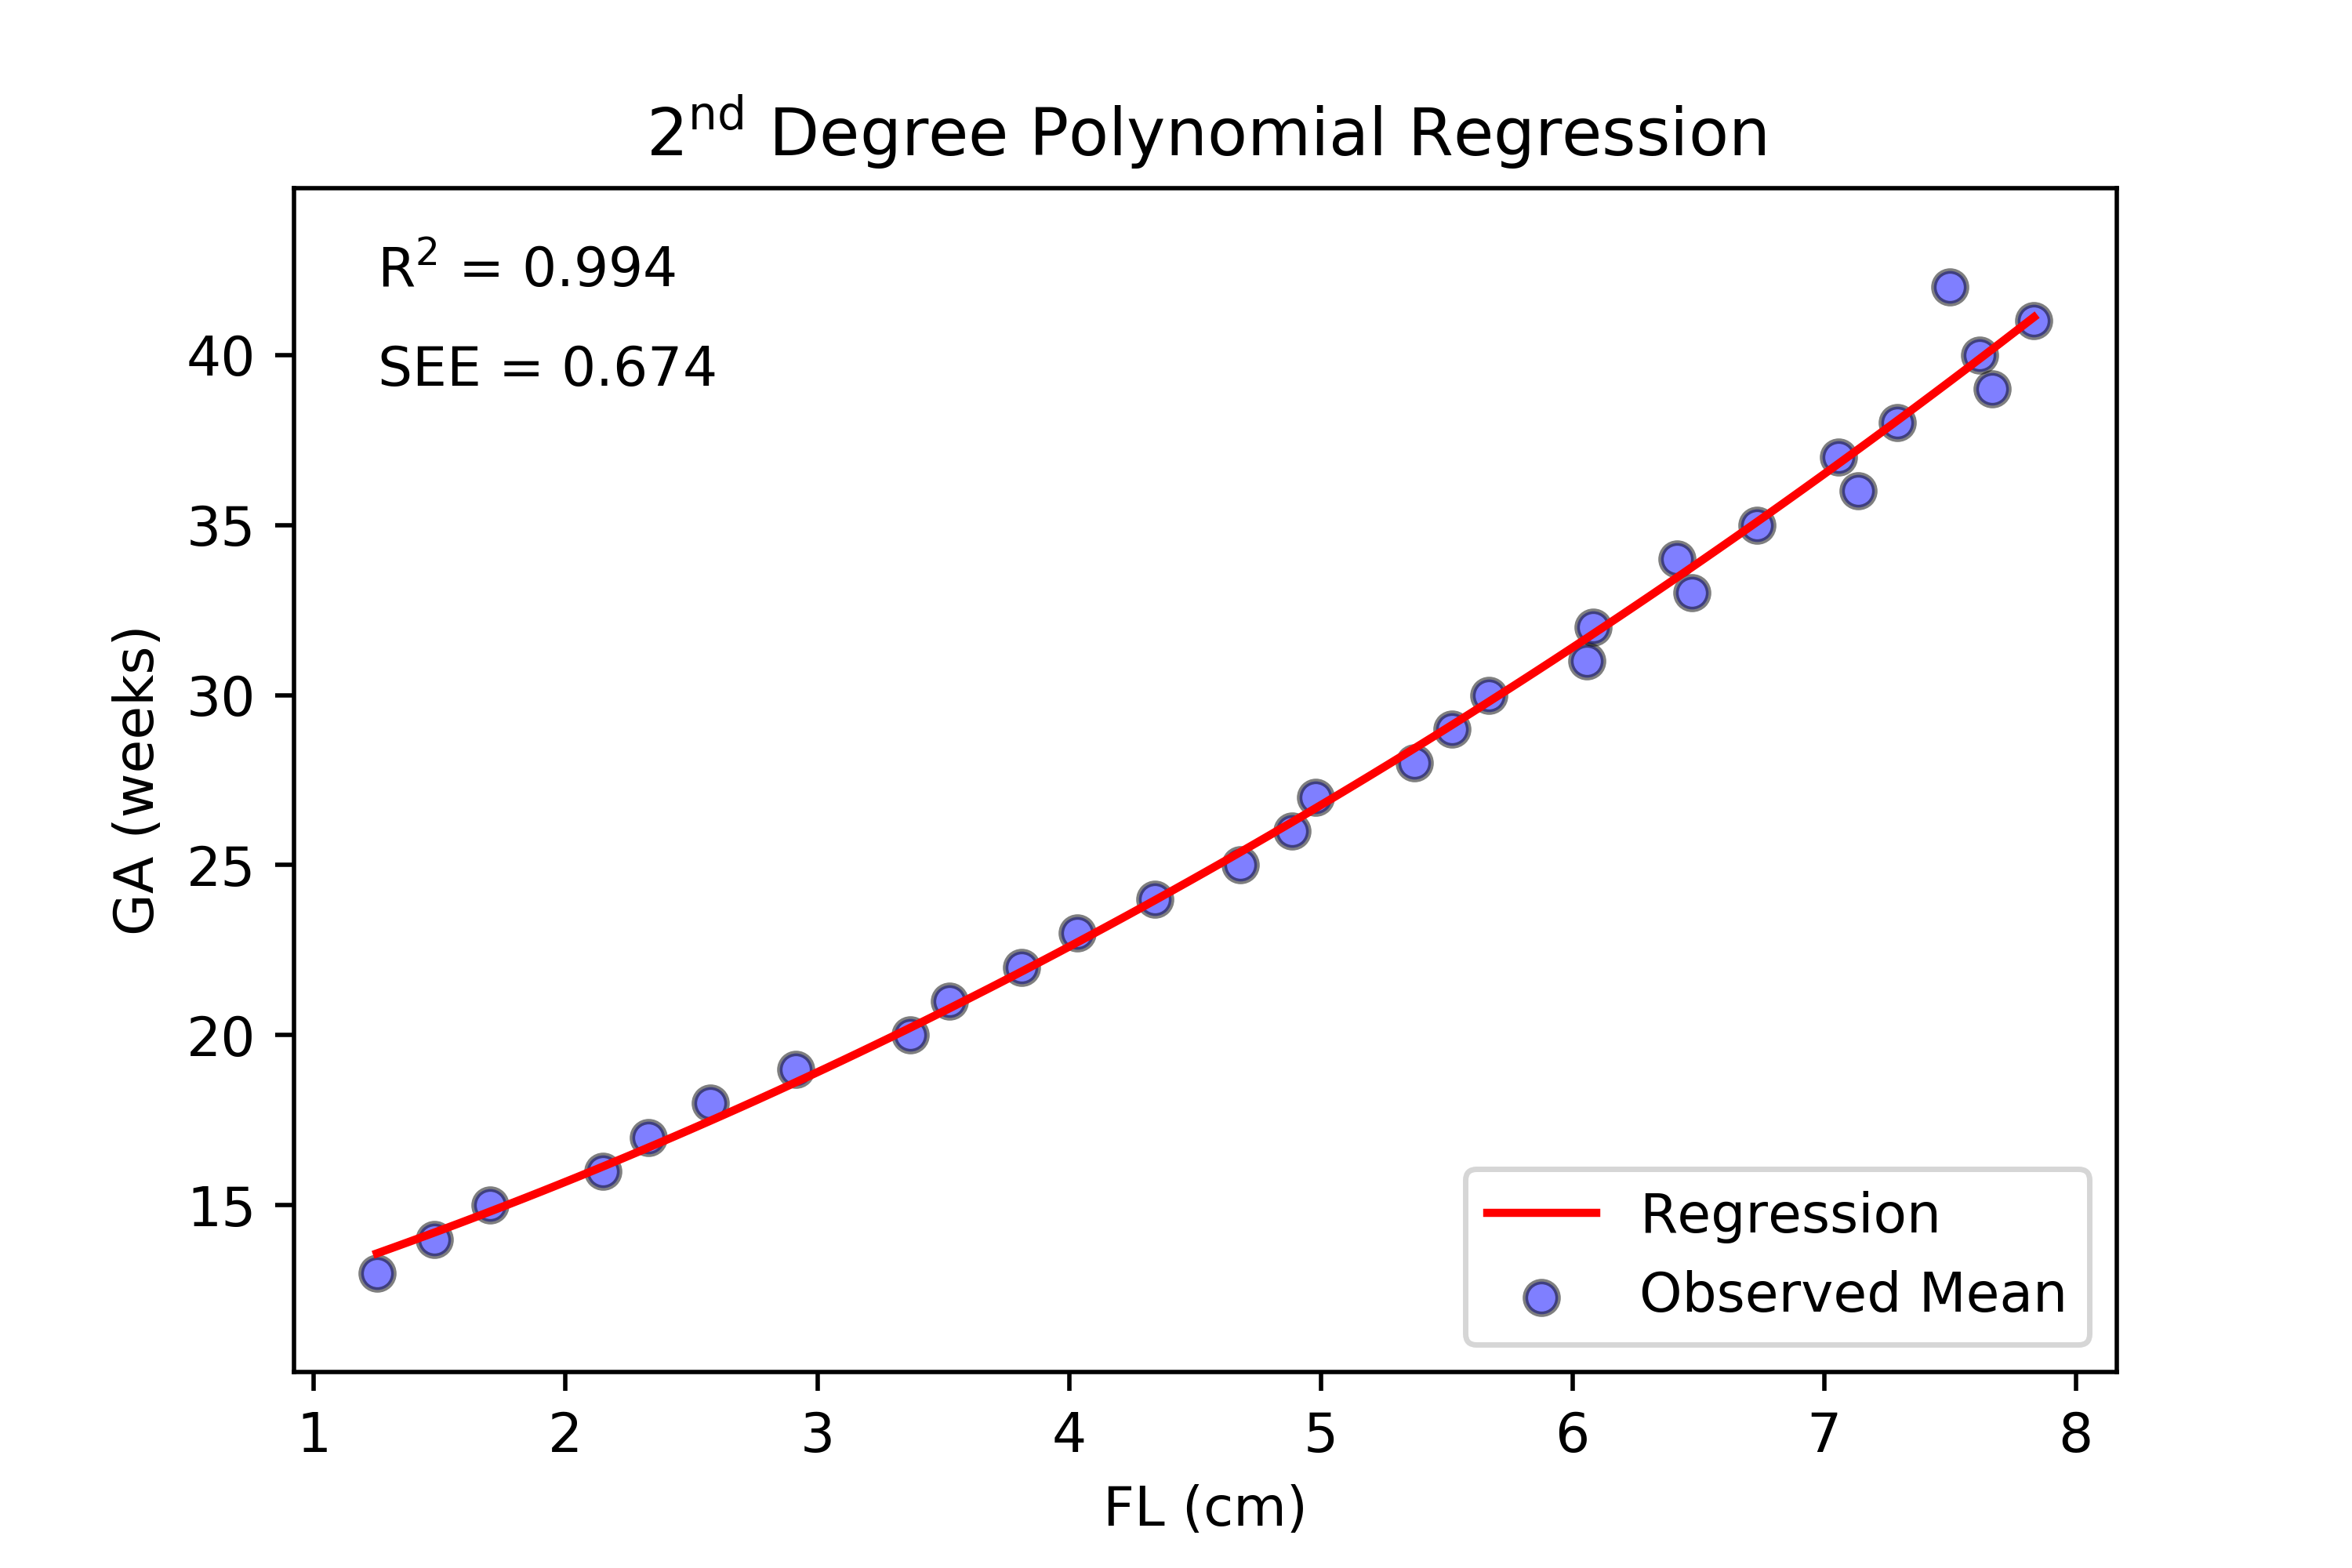 2nd Degree Polynomial Regression
R2 = 0.994
SEE = 0.674
GA (weeks)
40
35
30
25
20
15
Regression
Observed Mean
1 2 3 4 5 6 7 8
FL (cm)